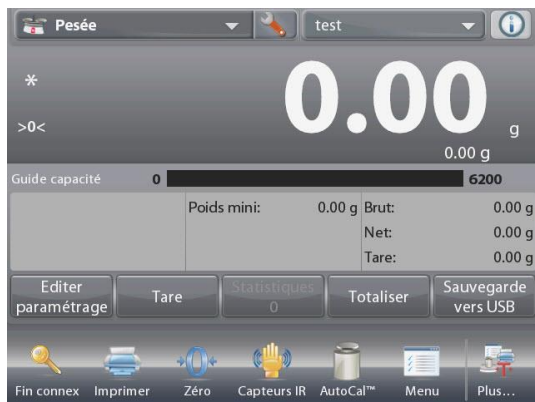 Pesée
test
*
0.00
>0<
g
0.00 g
Guide capacité 0 6200
Poids mini: 0.00 g Brut: 0.00 g
Net: 0.00 g
Tare: 0.00 g
Editer paramétrage
Tare
Statistiques 0
Totaliser
Sauvegarde vers USB
Fin connex Imprimer Zéro Capteurs IR AutoCal™ Menu Plus...